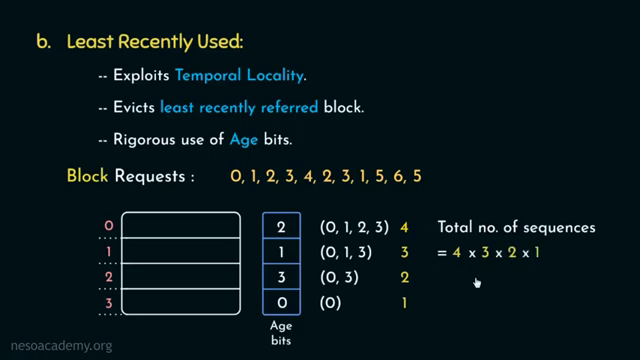 b. Least Recently Used:
-- Exploits Temporal Locality.
-- Evicts least recently referred block.
-- Rigorous use of Age bits.
Block Requests : 0, 1, 2, 3, 4, 2, 3, 1, 5, 6, 5
0 2 (0, 1, 2, 3) 4 Total no. of sequences
1 1 (0, 1, 3) 3 = 4 x 3 x 2 x 1
2 3 (0, 3) 2
3 0 (0) 1
Age
bits
nesoacademy.org